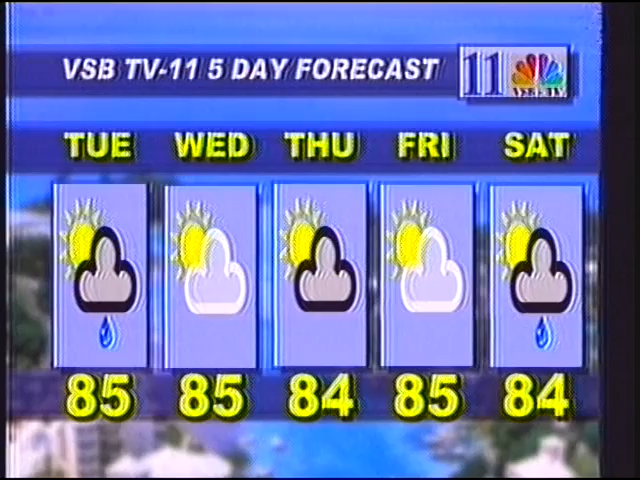 VSB TV-11 5 DAY FORECAST
11
TUE WED THU FRI SAT
85 85 84 85 84